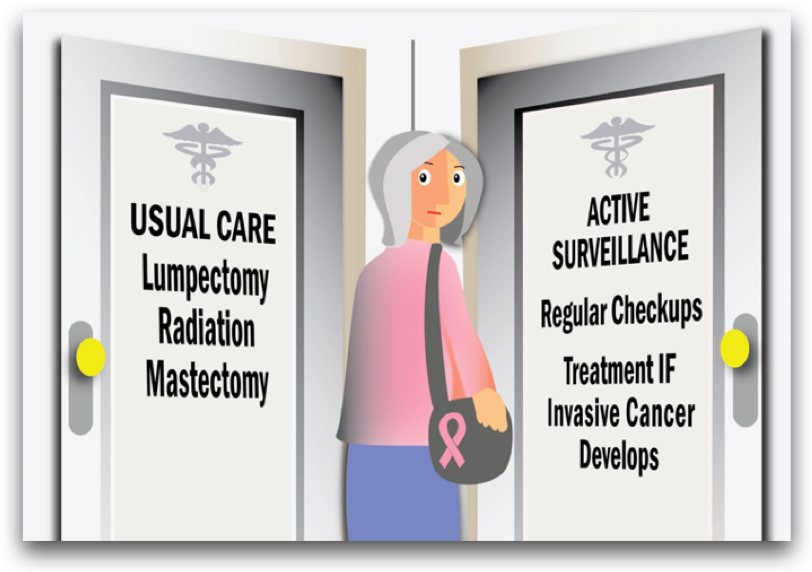 USUAL CARE
Lumpectomy
Radiation
Mastectomy
ACTIVE
SURVEILLANCE
Regular Checkups
Treatment IF
Invasive Cancer
Develops